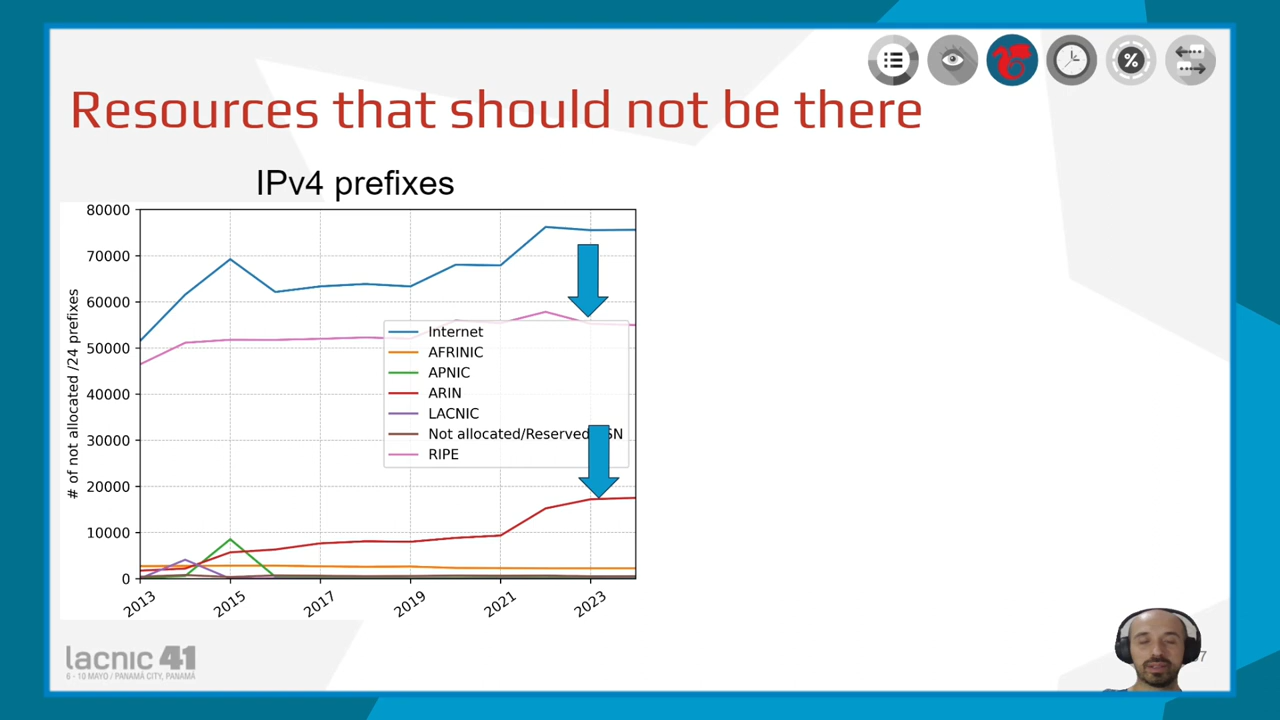 Resources that should not be there
IPv4 prefixes
# of not allocated /24 prefixes
80000
70000
60000
50000
40000
30000
20000
10000
0
Internet
AFRINIC
APNIC
ARIN
LACNIC
Not allocated/Reserved SN
RIPE
2013
2015
2017
2019
2021
2023
lacnic 41
6 - 10 MAYO / PANAMÁ CITY, PANAMÁ
%
7